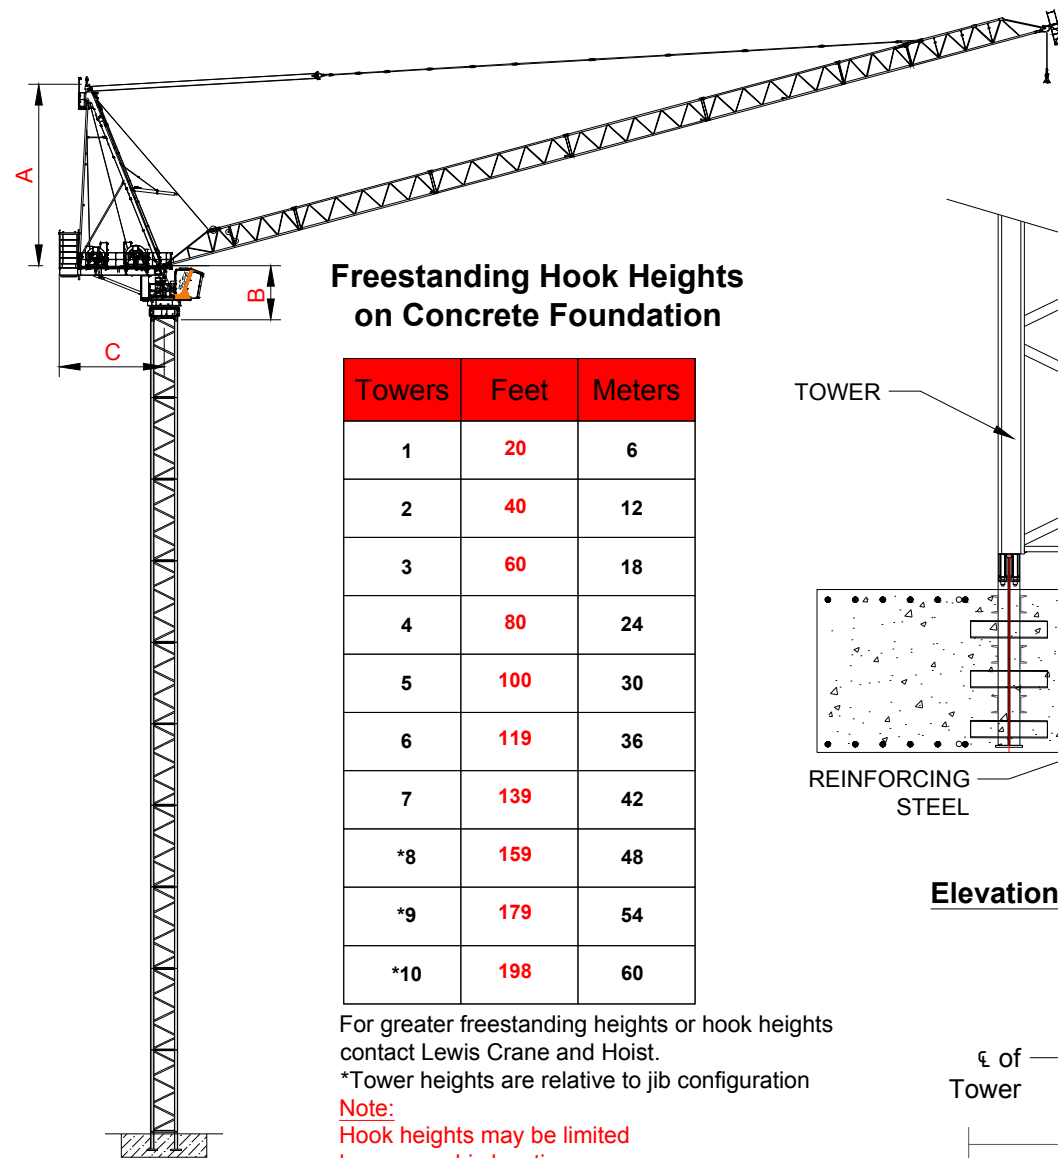 A
B
C
Freestanding Hook Heights
on Concrete Foundation
Towers Feet Meters
1 20 6
2 40 12
3 60 18
4 80 24
5 100 30
6 119 36
7 139 42
*8 159 48
*9 179 54
*10 198 60
For greater freestanding heights or hook heights
contact Lewis Crane and Hoist.
*Tower heights are relative to jib configuration
Note:
Hook heights may be limited
TOWER
REINFORCING
STEEL
Elevation
℄ of
Tower